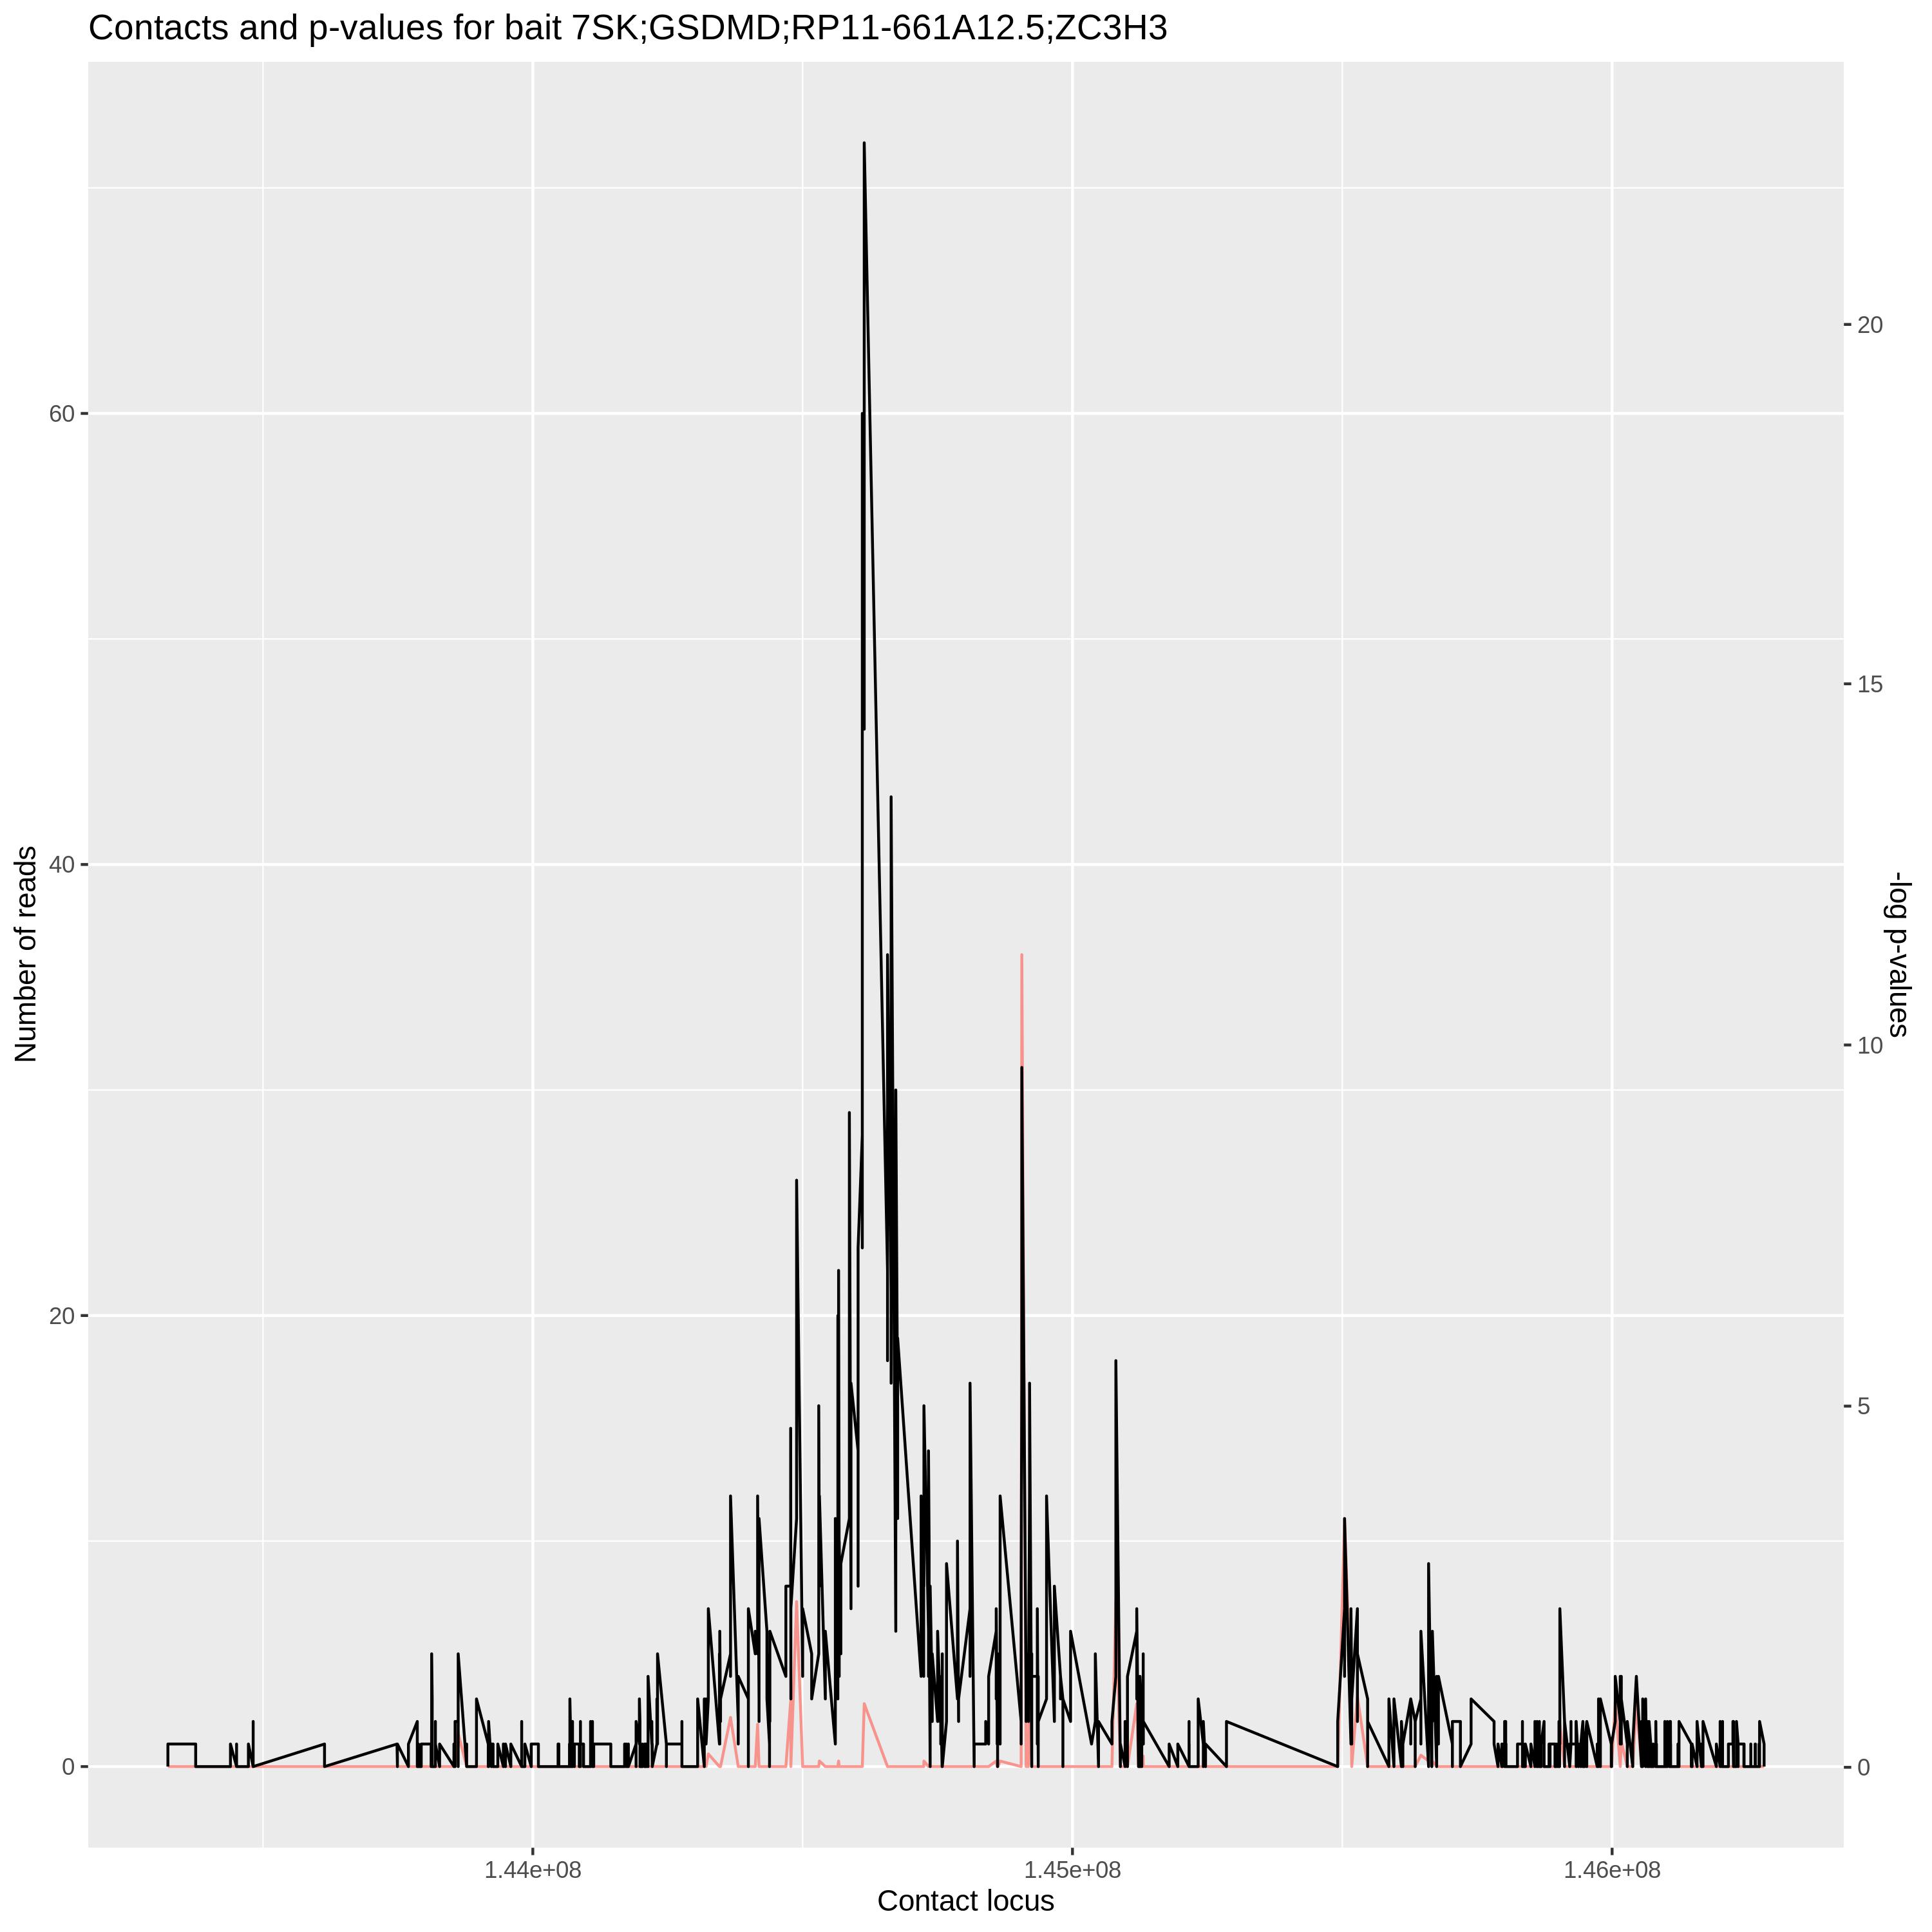 Contacts and p-values for bait 7SK;GSDMD;RP11-661A12.5;ZC3H3
Number of reads
60
40
20
0
20
15
10
5
0
-log p-values
1.44e+08
1.45e+08
1.46e+08
Contact locus